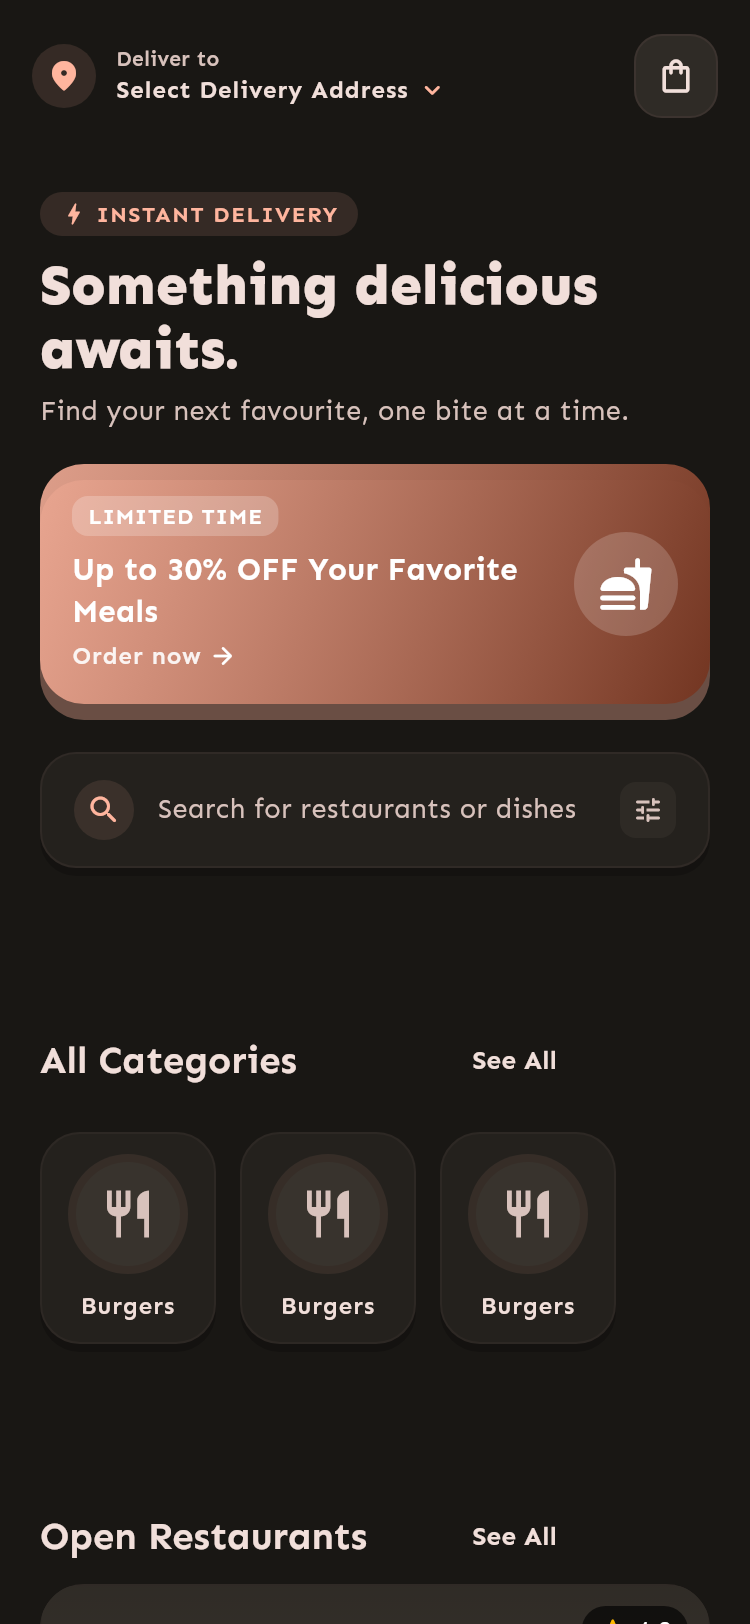 Deliver to
Select Delivery Address
INSTANT DELIVERY
Something delicious
awaits.
Find your next favourite, one bite at a time.
LIMITED TIME
Up to 30% OFF Your Favorite
Meals
Order now
Search for restaurants or dishes
All Categories
See All
Burgers
Burgers
Burgers
Open Restaurants
See All